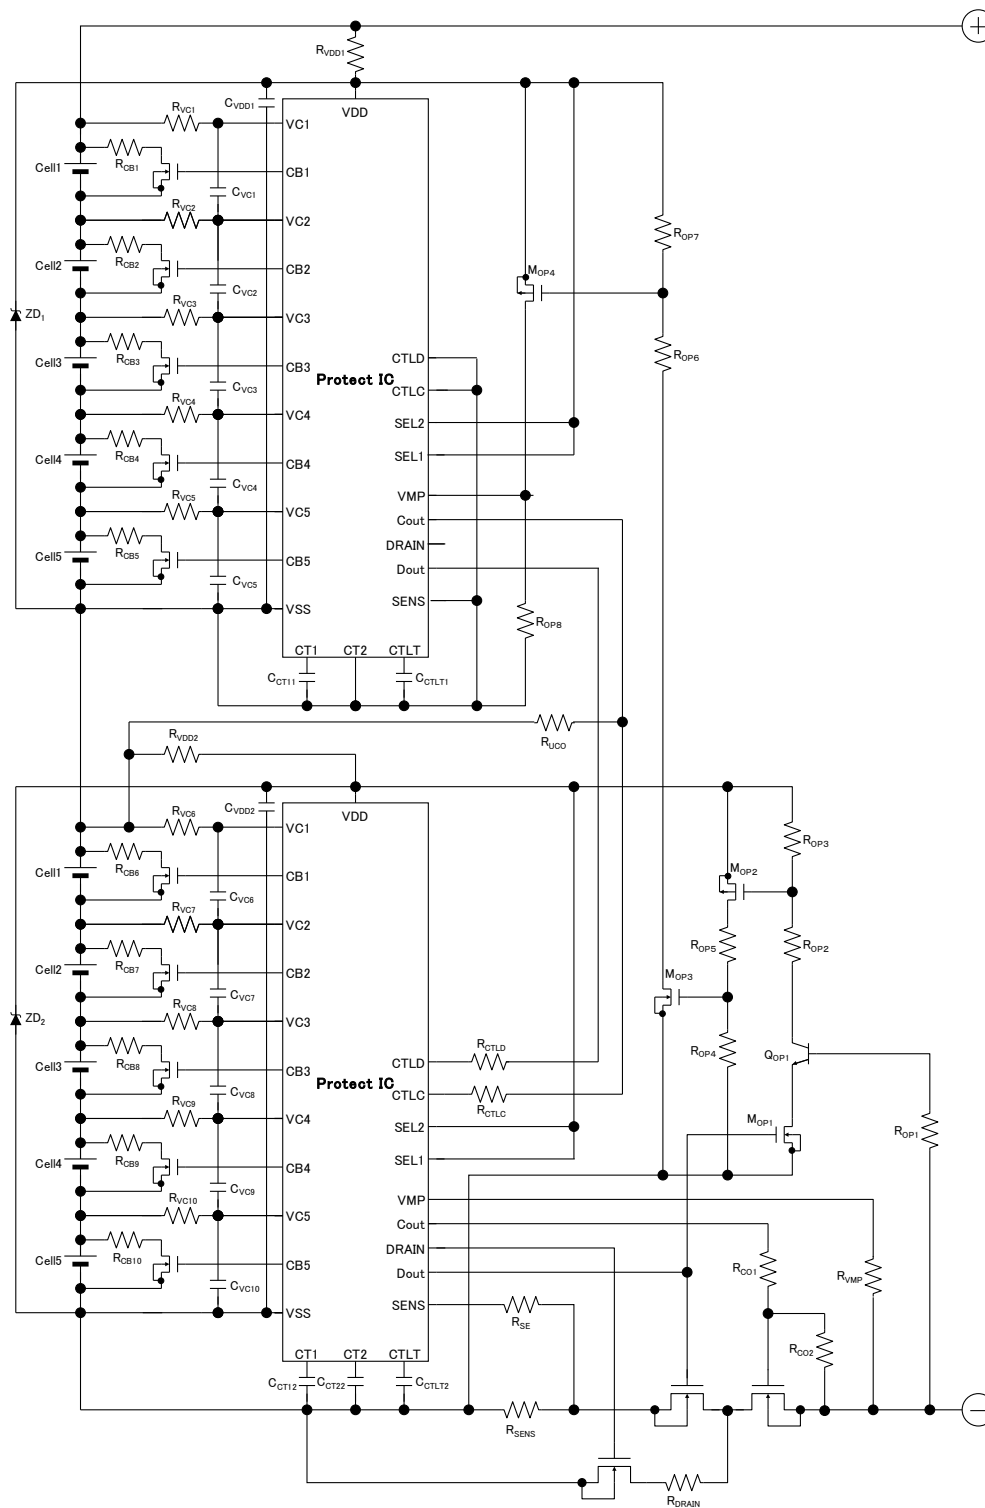 +
RVDD1
CVDD1
VDD
RVC1
VC1
Cell1
RCB1
CB1
CVC1
RVC2
VC2
ROP7
Cell2
RCB2
CB2
MOP4
CVC2
RVC3
VC3
ZD1
ROP6
Cell3
RCB3
CB3
CTLD
Protect IC
CVC3
CTLC
RVC4
VC4
SEL2
Cell4
RCB4
CB4
SEL1
CVC4
RVC5
VC5
VMP
Cout
DRAIN
Cell5
RCB5
CB5
Dout
CVC5
VSS
SENS
ROP8
CT1
CT2
CTLT
CCT11
CCTLT1
RVDD2
RUCO
CVDD2
VDD
RVC6
VC1
ROP3
Cell1
RCB6
CB1
MOP2
CVC6
RVC7
VC2
ROP5
ROP2
Cell2
RCB7
CB2
MOP3
CVC7
RVC8
VC3
ZD2
ROP4
RCTLD
QOP1
Cell3
RCB8
CB3
CTLD
Protect IC
CVC8
CTLC
RCTLC
RVC9
VC4
SEL2
MOP1
ROP1
Cell4
RCB9
CB4
SEL1
CVC9
RVC10
VC5
VMP
Cout
DRAIN
Cell5
RCB10
CB5
Dout
RCO1
RVMP
CVC10
VSS
SENS
RSE
RCO2
CT1
CT2
CTLT
CCT12
CCT22
CCTLT2
RSENS
−
RDRAIN